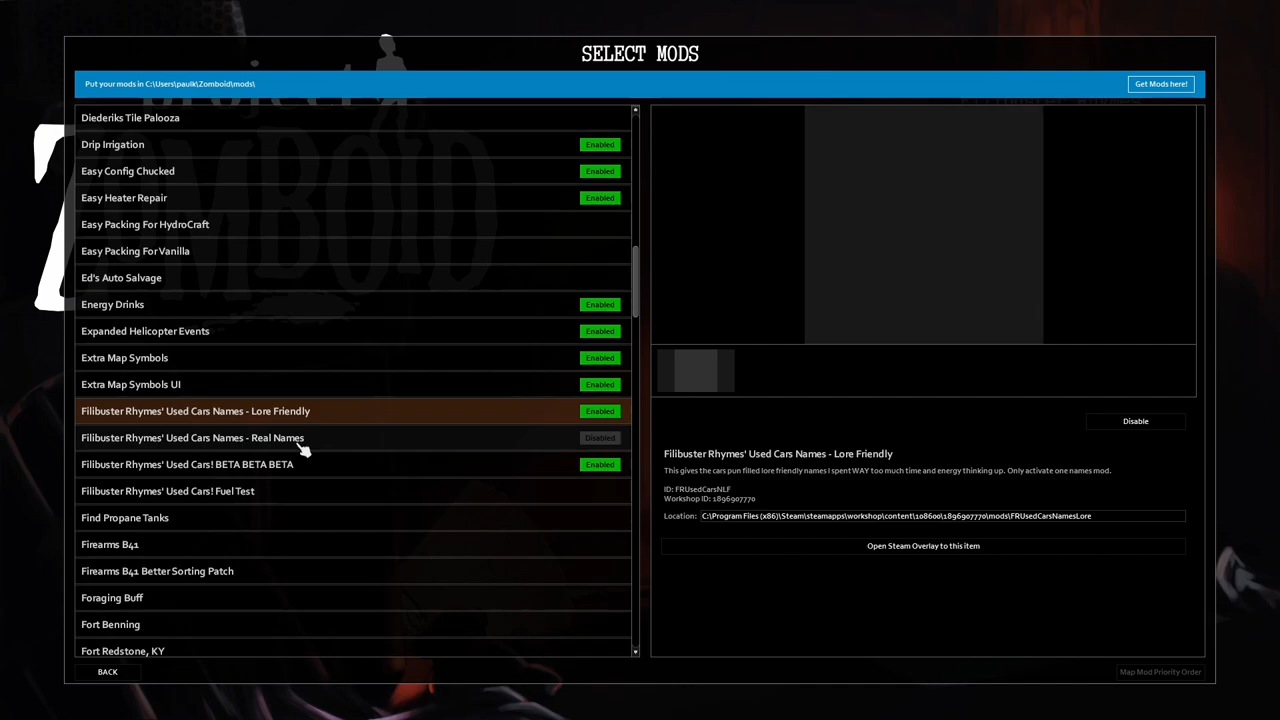 SELECT MODS
Put your mods in C:\Users\paulk\Zomboid\mods\
Get Mods here!
project
ZOMBOID
Diederiks Tile Palooza
Drip Irrigation Enabled
Easy Config Chucked Enabled
Easy Heater Repair Enabled
Easy Packing For HydroCraft
Easy Packing For Vanilla
Ed's Auto Salvage
Energy Drinks Enabled
Expanded Helicopter Events Enabled
Extra Map Symbols Enabled
Extra Map Symbols UI Enabled
Filibuster Rhymes' Used Cars Names - Lore Friendly Enabled
Filibuster Rhymes' Used Cars Names - Real Names Disabled
Filibuster Rhymes' Used Cars! BETA BETA BETA Enabled
Filibuster Rhymes' Used Cars! Fuel Test
Find Propane Tanks
Firearms B41
Firearms B41 Better Sorting Patch
Foraging Buff
Fort Benning
Fort Redstone, KY
Disable
Filibuster Rhymes' Used Cars Names - Lore Friendly
This gives the cars pun filled lore friendly names I spent WAY too much time and energy thinking up. Only activate one names mod.
ID: FRUsedCarsNLF
Workshop ID: 1896907770
Location: C:\Program Files (x86)\Steam\steamapps\workshop\content\108600\1896907770\mods\FRUsedCarsNamesLore
Open Steam Overlay to this item
BACK
Map Mod Priority Order